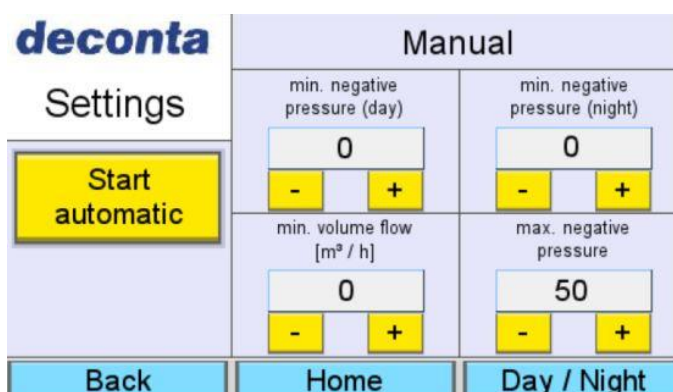 deconta
Manual
Settings
Start
automatic
min. negative
pressure (day)
0
- +
min. negative
pressure (night)
0
- +
min. volume flow
[m³ / h]
0
- +
max. negative
pressure
50
- +
Back
Home
Day / Night